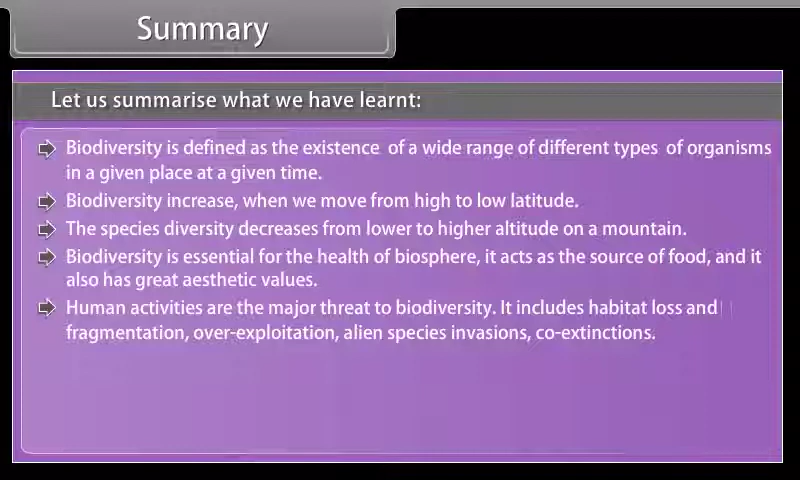 Summary
Let us summarise what we have learnt:
Biodiversity is defined as the existence of a wide range of different types of organisms
in a given place at a given time.
Biodiversity increase, when we move from high to low latitude.
The species diversity decreases from lower to higher altitude on a mountain.
Biodiversity is essential for the health of biosphere, it acts as the source of food, and it
also has great aesthetic values.
Human activities are the major threat to biodiversity. It includes habitat loss and
fragmentation, over-exploitation, alien species invasions, co-extinctions.